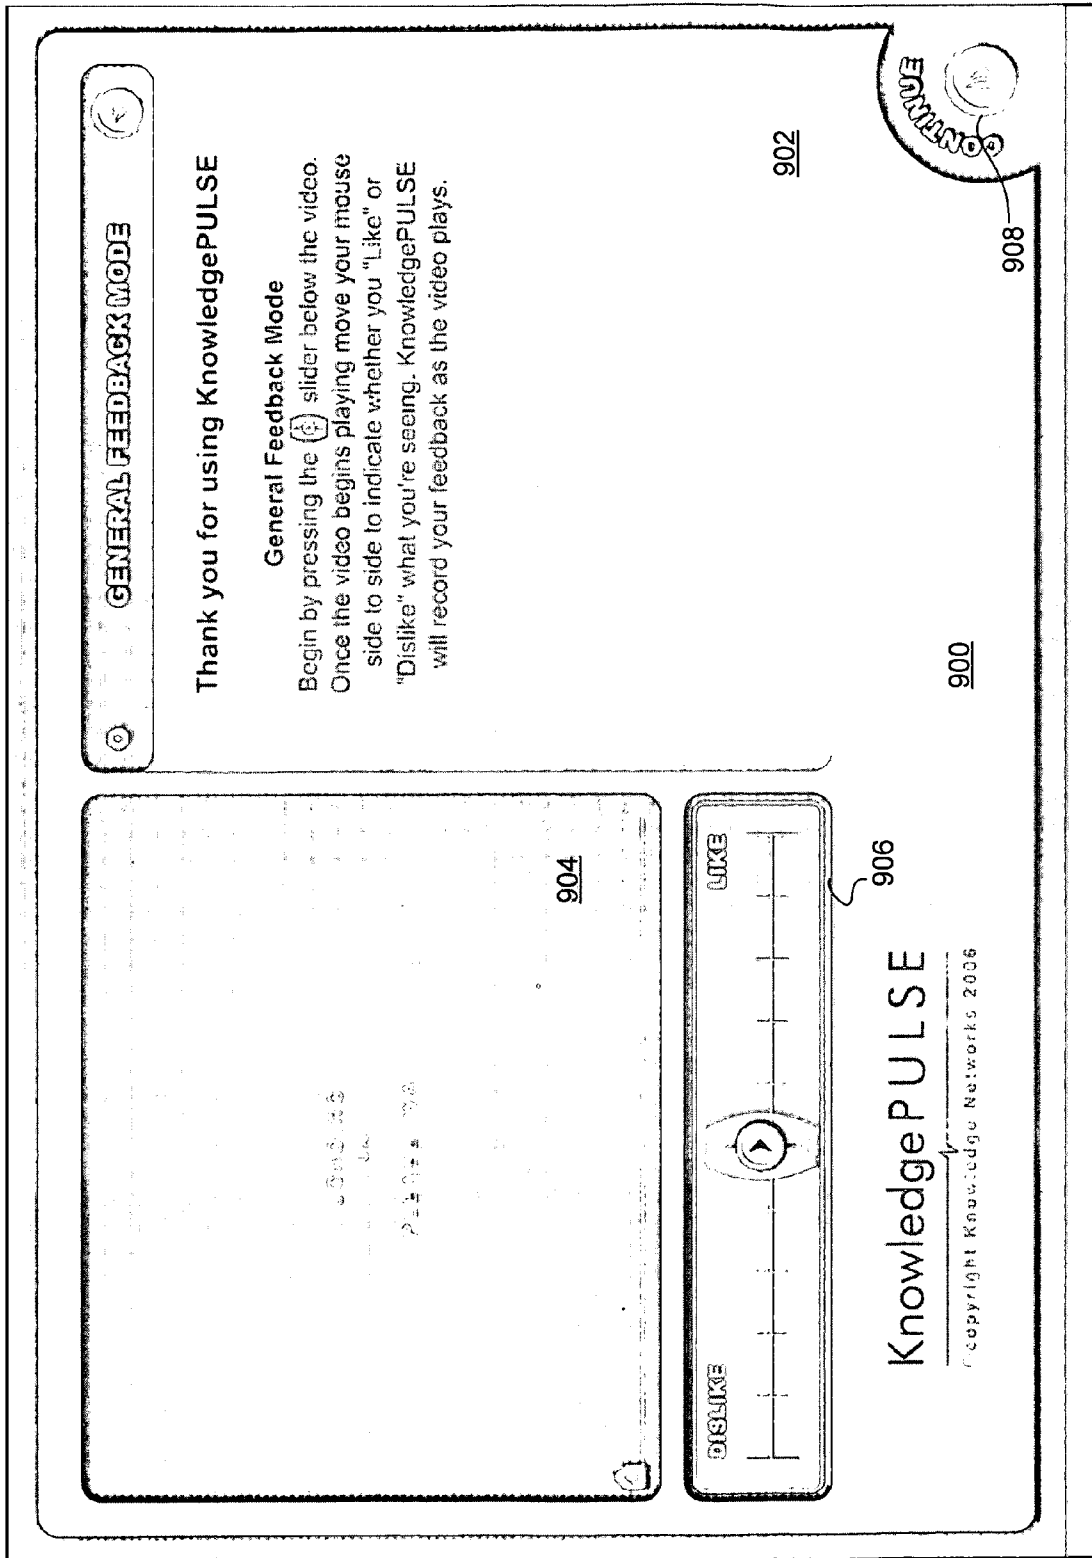 GENERAL FEEDBACK MODE
Thank you for using KnowledgePULSE
General Feedback Mode
Begin by pressing the slider below the video.
Once the video begins playing move your mouse
side to side to indicate whether you "Like" or
"Dislike" what you're seeing. KnowledgePULSE
will record your feedback as the video plays.
902
904
DISLIKE
LIKE
906
900
KnowledgePULSE
copyright Knowledge Networks 2006
CONTINUE
908